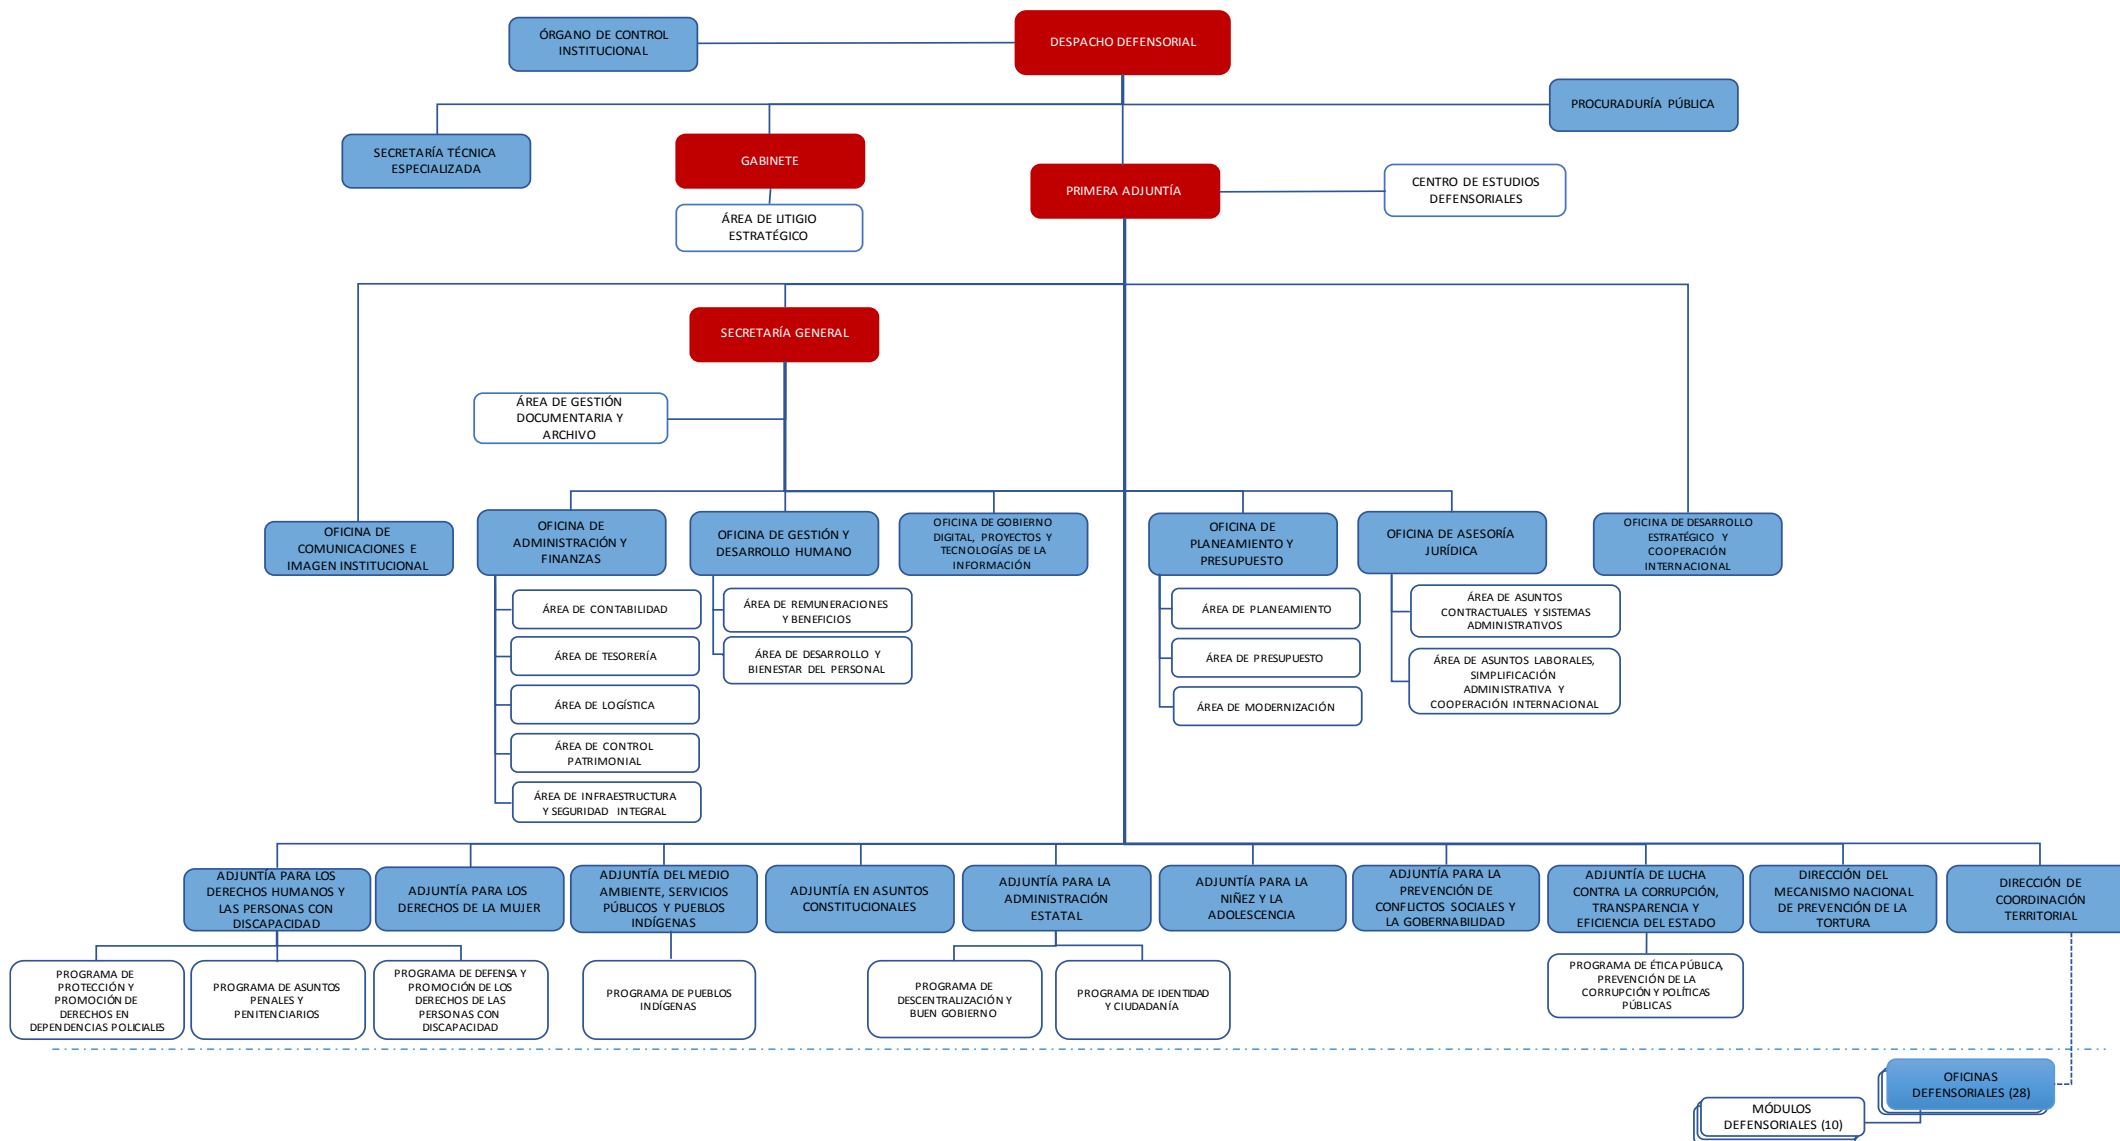 ÓRGANO DE CONTROL
INSTITUCIONAL
DESPACHO DEFENSORIAL
PROCURADURÍA PÚBLICA
SECRETARÍA TÉCNICA
ESPECIALIZADA
GABINETE
PRIMERA ADJUNTÍA
CENTRO DE ESTUDIOS
DEFENSORIALES
ÁREA DE LITIGIO
ESTRATÉGICO
SECRETARÍA GENERAL
ÁREA DE GESTIÓN
DOCUMENTARIA Y
ARCHIVO
OFICINA DE
COMUNICACIONES E
IMAGEN INSTITUCIONAL
OFICINA DE
ADMINISTRACIÓN Y
FINANZAS
OFICINA DE GESTIÓN Y
DESARROLLO HUMANO
OFICINA DE GOBIERNO
DIGITAL, PROYECTOS Y
TECNOLOGÍAS DE LA
INFORMACIÓN
OFICINA DE
PLANEAMIENTO Y
PRESUPUESTO
OFICINA DE ASESORÍA
JURÍDICA
OFICINA DE DESARROLLO
ESTRATÉGICO Y
COOPERACIÓN
INTERNACIONAL
ÁREA DE CONTABILIDAD
ÁREA DE TESORERÍA
ÁREA DE LOGÍSTICA
ÁREA DE CONTROL
PATRIMONIAL
ÁREA DE INFRAESTRUCTURA
Y SEGURIDAD INTEGRAL
ÁREA DE REMUNERACIONES
Y BENEFICIOS
ÁREA DE DESARROLLO Y
BIENESTAR DEL PERSONAL
ÁREA DE PLANEAMIENTO
ÁREA DE PRESUPUESTO
ÁREA DE MODERNIZACIÓN
ÁREA DE ASUNTOS
CONTRACTUALES Y SISTEMAS
ADMINISTRATIVOS
ÁREA DE ASUNTOS LABORALES,
SIMPLIFICACIÓN
ADMINISTRATIVA Y
COOPERACIÓN INTERNACIONAL
ADJUNTÍA PARA LOS
DERECHOS HUMANOS Y
LAS PERSONAS CON
DISCAPACIDAD
ADJUNTÍA PARA LOS
DERECHOS DE LA MUJER
ADJUNTÍA DEL MEDIO
AMBIENTE, SERVICIOS
PÚBLICOS Y PUEBLOS
INDÍGENAS
ADJUNTÍA EN ASUNTOS
CONSTITUCIONALES
ADJUNTÍA PARA LA
ADMINISTRACIÓN
ESTATAL
ADJUNTÍA PARA LA
NIÑEZ Y LA
ADOLESCENCIA
ADJUNTÍA PARA LA
PREVENCIÓN DE
CONFLICTOS SOCIALES Y
LA GOBERNABILIDAD
ADJUNTÍA DE LUCHA
CONTRA LA CORRUPCIÓN,
TRANSPARENCIA Y
EFICIENCIA DEL ESTADO
DIRECCIÓN DEL
MECANISMO NACIONAL
DE PREVENCIÓN DE LA
TORTURA
DIRECCIÓN DE
COORDINACIÓN
TERRITORIAL
PROGRAMA DE
PROTECCIÓN Y
PROMOCIÓN DE
DERECHOS EN
DEPENDENCIAS POLICIALES
PROGRAMA DE ASUNTOS
PENALES Y
PENITENCIARIOS
PROGRAMA DE DEFENSA Y
PROMOCIÓN DE LOS
DERECHOS DE LAS
PERSONAS CON
DISCAPACIDAD
PROGRAMA DE PUEBLOS
INDÍGENAS
PROGRAMA DE
DESCENTRALIZACIÓN Y
BUEN GOBIERNO
PROGRAMA DE IDENTIDAD
Y CIUDADANÍA
PROGRAMA DE ÉTICA PÚBLICA,
PREVENCIÓN DE LA
CORRUPCIÓN Y POLÍTICAS
PÚBLICAS
OFICINAS
DEFENSORIALES (28)
MÓDULOS
DEFENSORIALES (10)